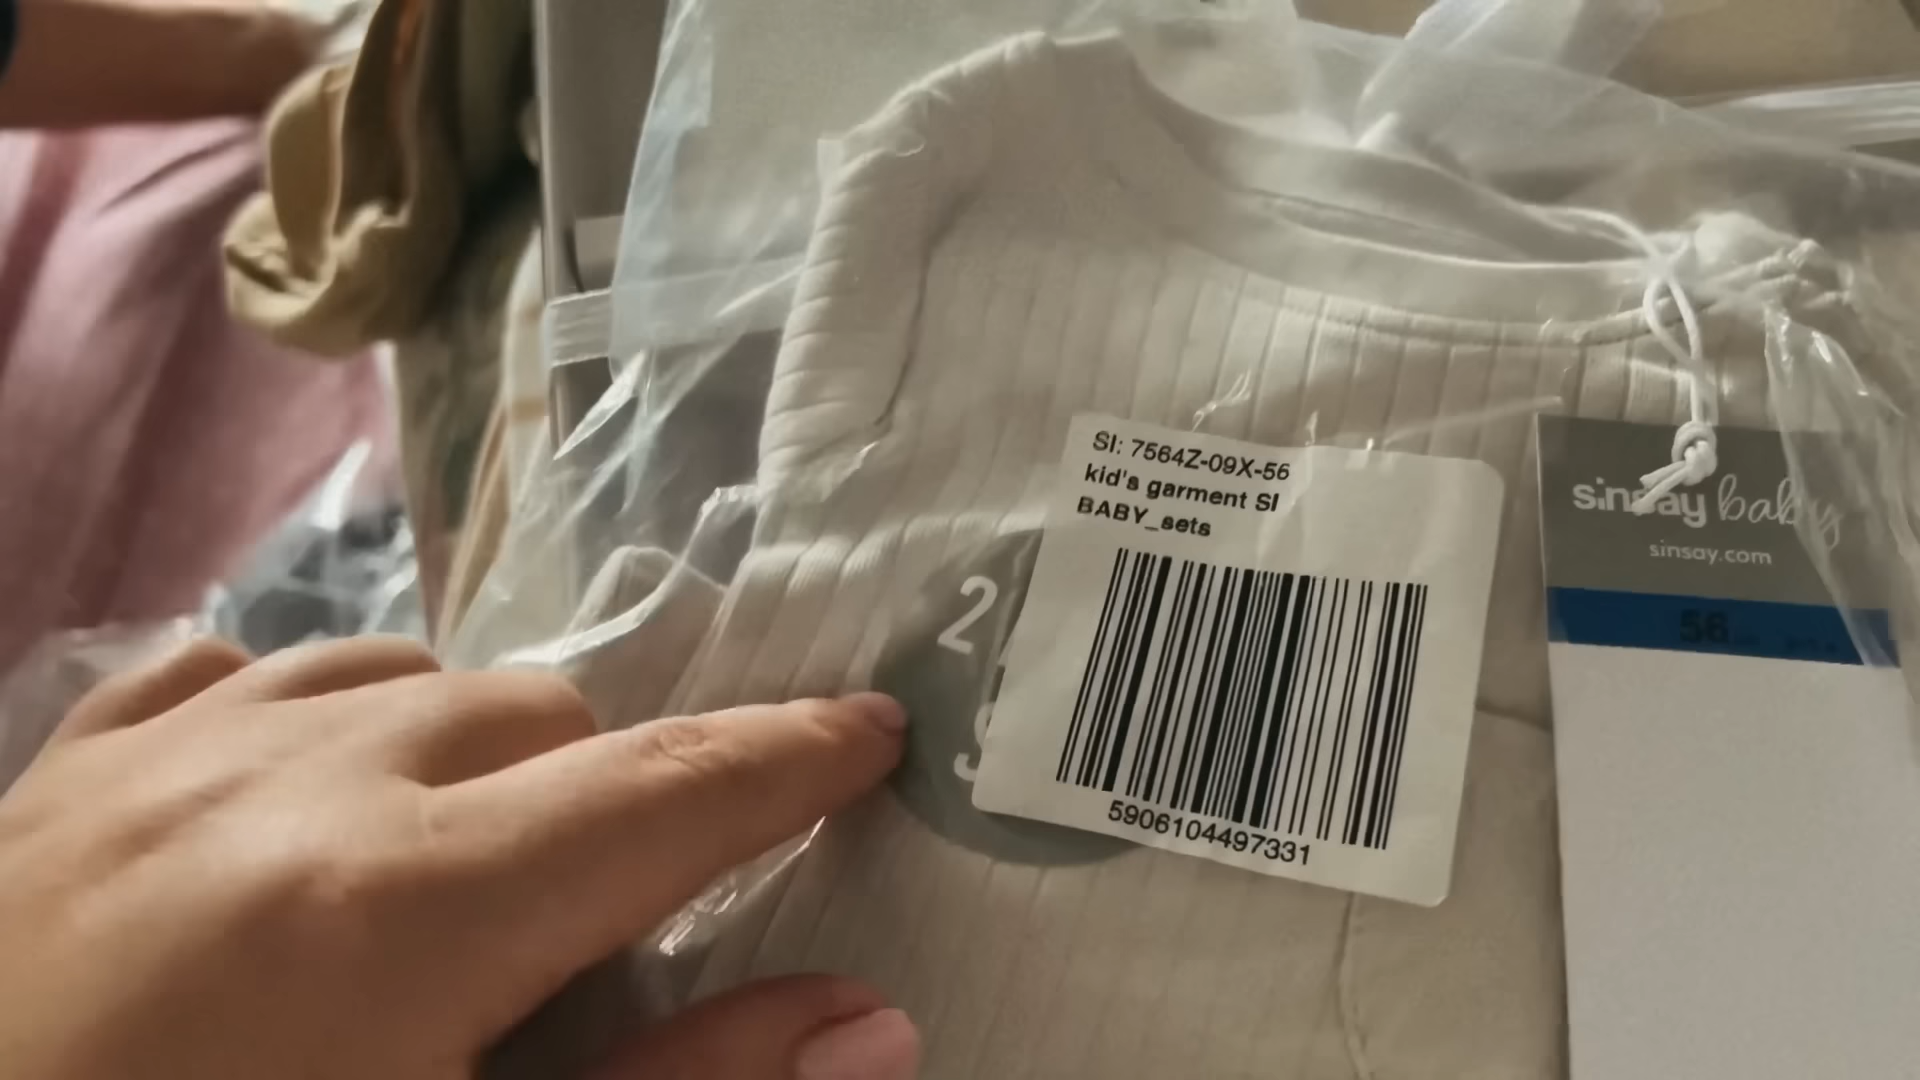 SI: 7564Z-09X-56
kid's garment SI
BABY_sets
5906104497331
2
S
sinsay baby
sinsay.com
56